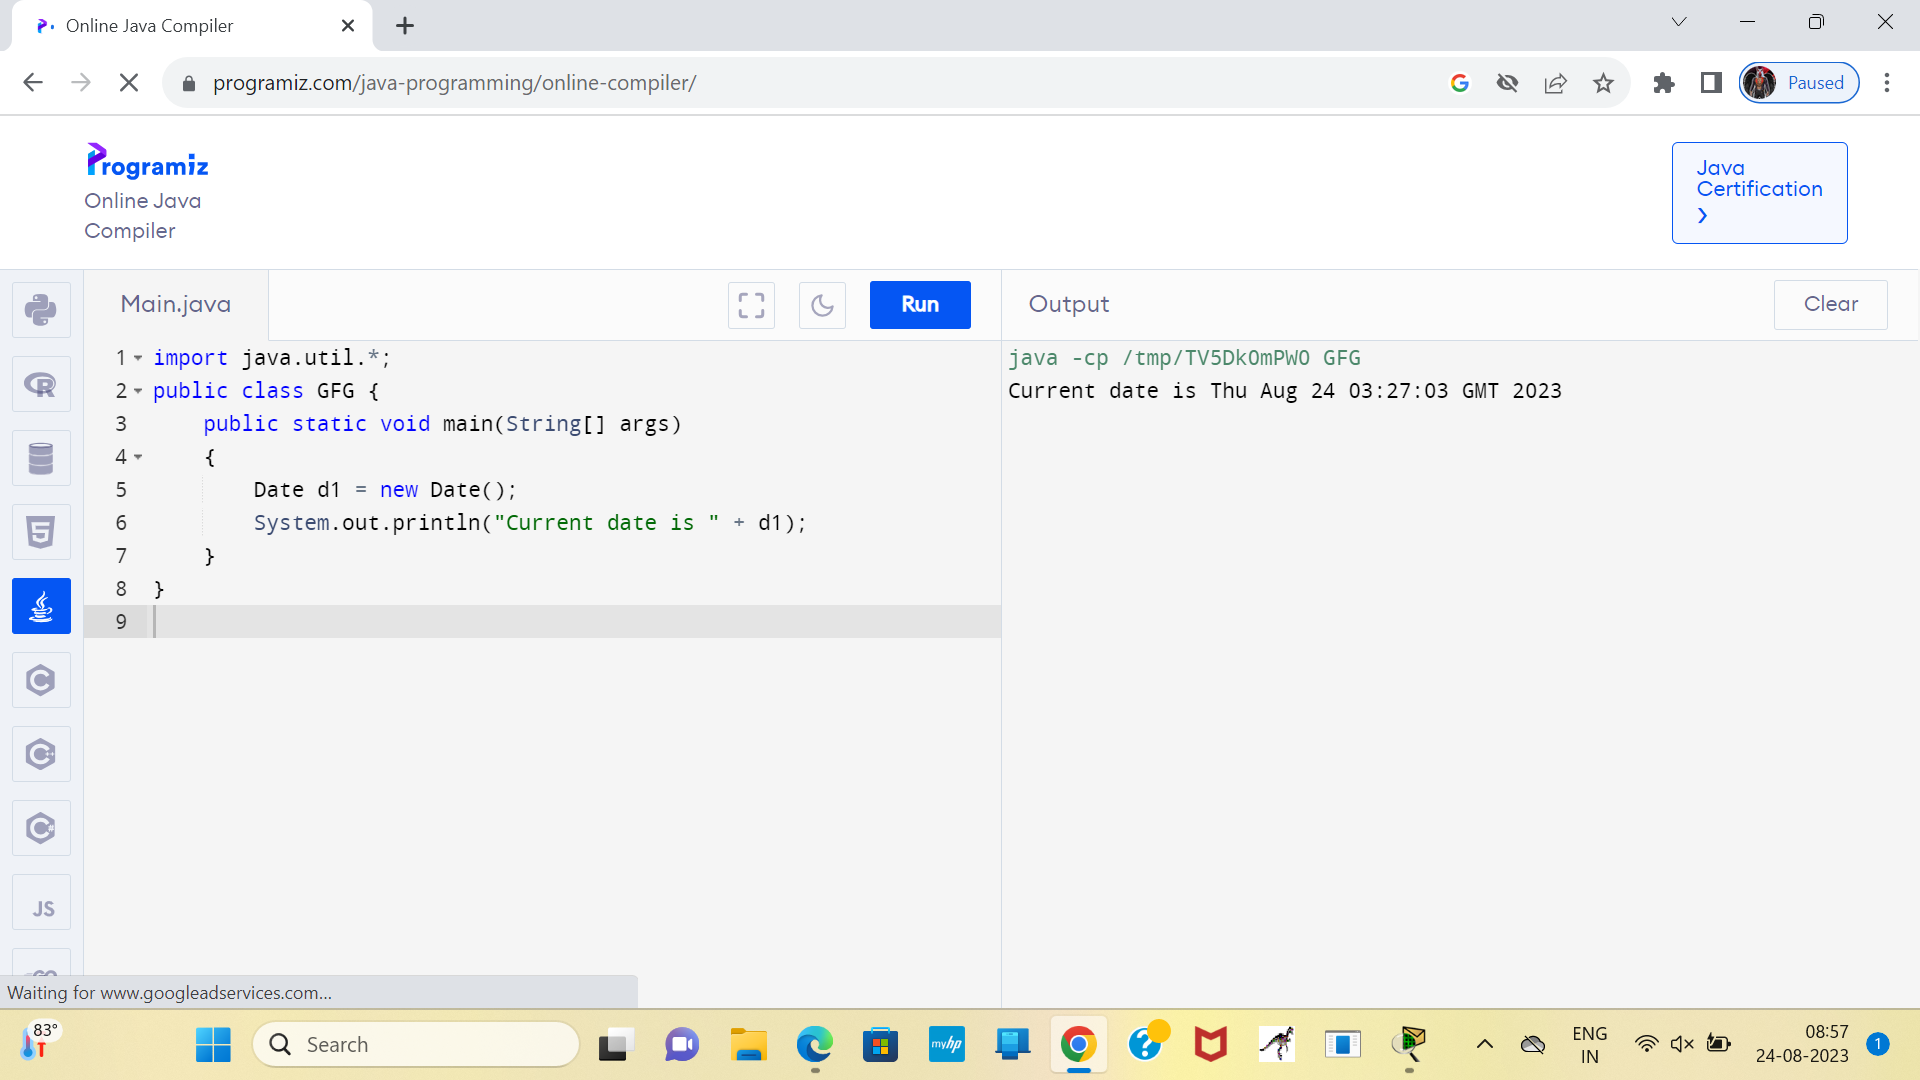 Online Java Compiler
programiz.com/java-programming/online-compiler/
Paused
Programiz
Online Java
Compiler
Java
Certification
Main.java
Run
Output
Clear
1 import java.util.*;
2 public class GFG {
3     public static void main(String[] args)
4     {
5         Date d1 = new Date();
6         System.out.println("Current date is " + d1);
7     }
8 }
9
java -cp /tmp/TV5DkOmPWO GFG
Current date is Thu Aug 24 03:27:03 GMT 2023
JS
Waiting for www.googleadservices.com...
83°
Search
myhp
ENG
IN
08:57
24-08-2023
1